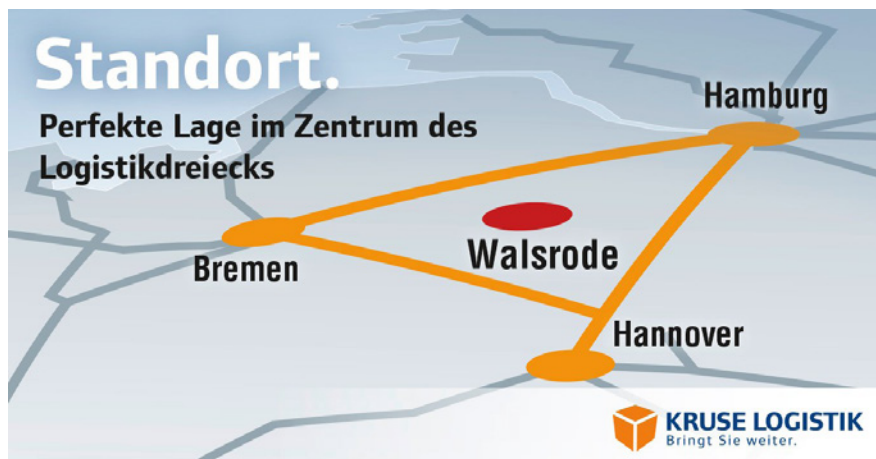 Standort.
Perfekte Lage im Zentrum des
Logistikdreiecks
Hamburg
Walsrode
Bremen
Hannover
KRUSE LOGISTIK
Bringt Sie weiter.